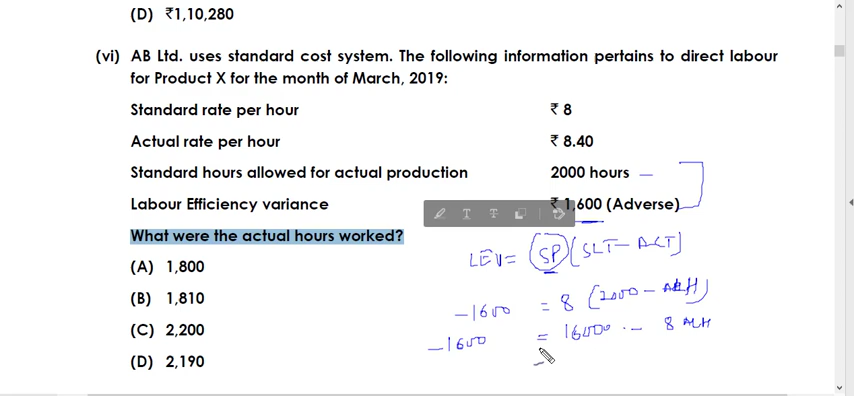 (D) ₹1,10,280
(vi) AB Ltd. uses standard cost system. The following information pertains to direct labour
for Product X for the month of March, 2019:
Standard rate per hour ₹ 8
Actual rate per hour ₹ 8.40
Standard hours allowed for actual production 2000 hours
Labour Efficiency variance ₹ 1,600 (Adverse)
What were the actual hours worked?
LEV = SP [SLT - ALT]
(A) 1,800
-1600 = 8 (2000 - ALH)
(B) 1,810
-1600 = 16000 - 8 ALH
(C) 2,200
(D) 2,190